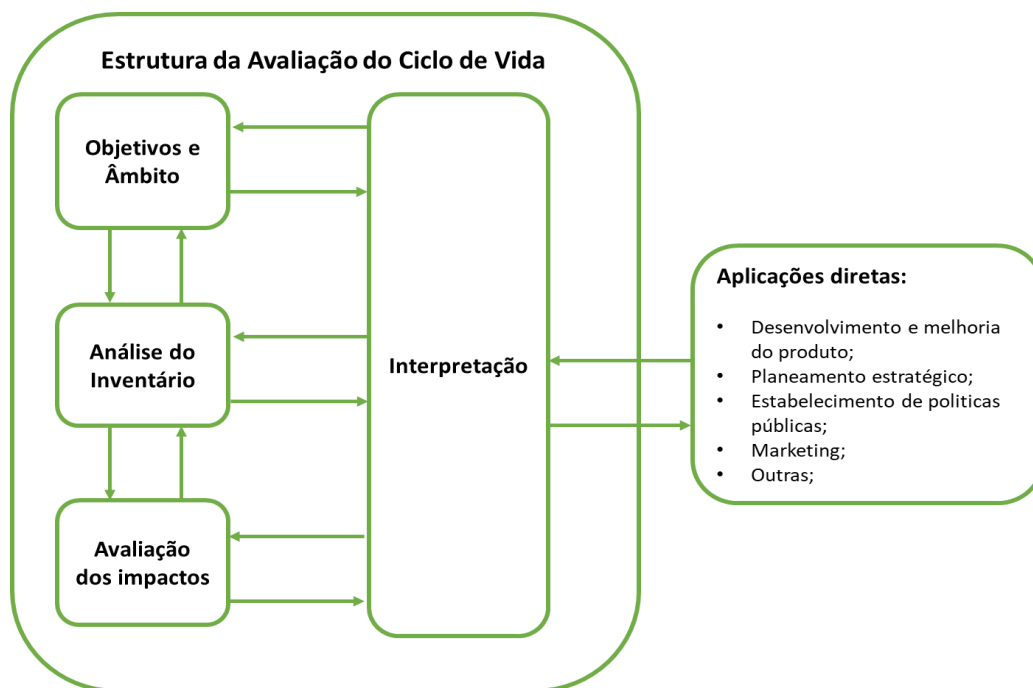 Estrutura da Avaliação do Ciclo de Vida
Objetivos e
Âmbito
Análise do
Inventário
Avaliação
dos impactos
Interpretação
Aplicações diretas:
• Desenvolvimento e melhoria
do produto;
• Planeamento estratégico;
• Estabelecimento de politicas
públicas;
• Marketing;
• Outras;